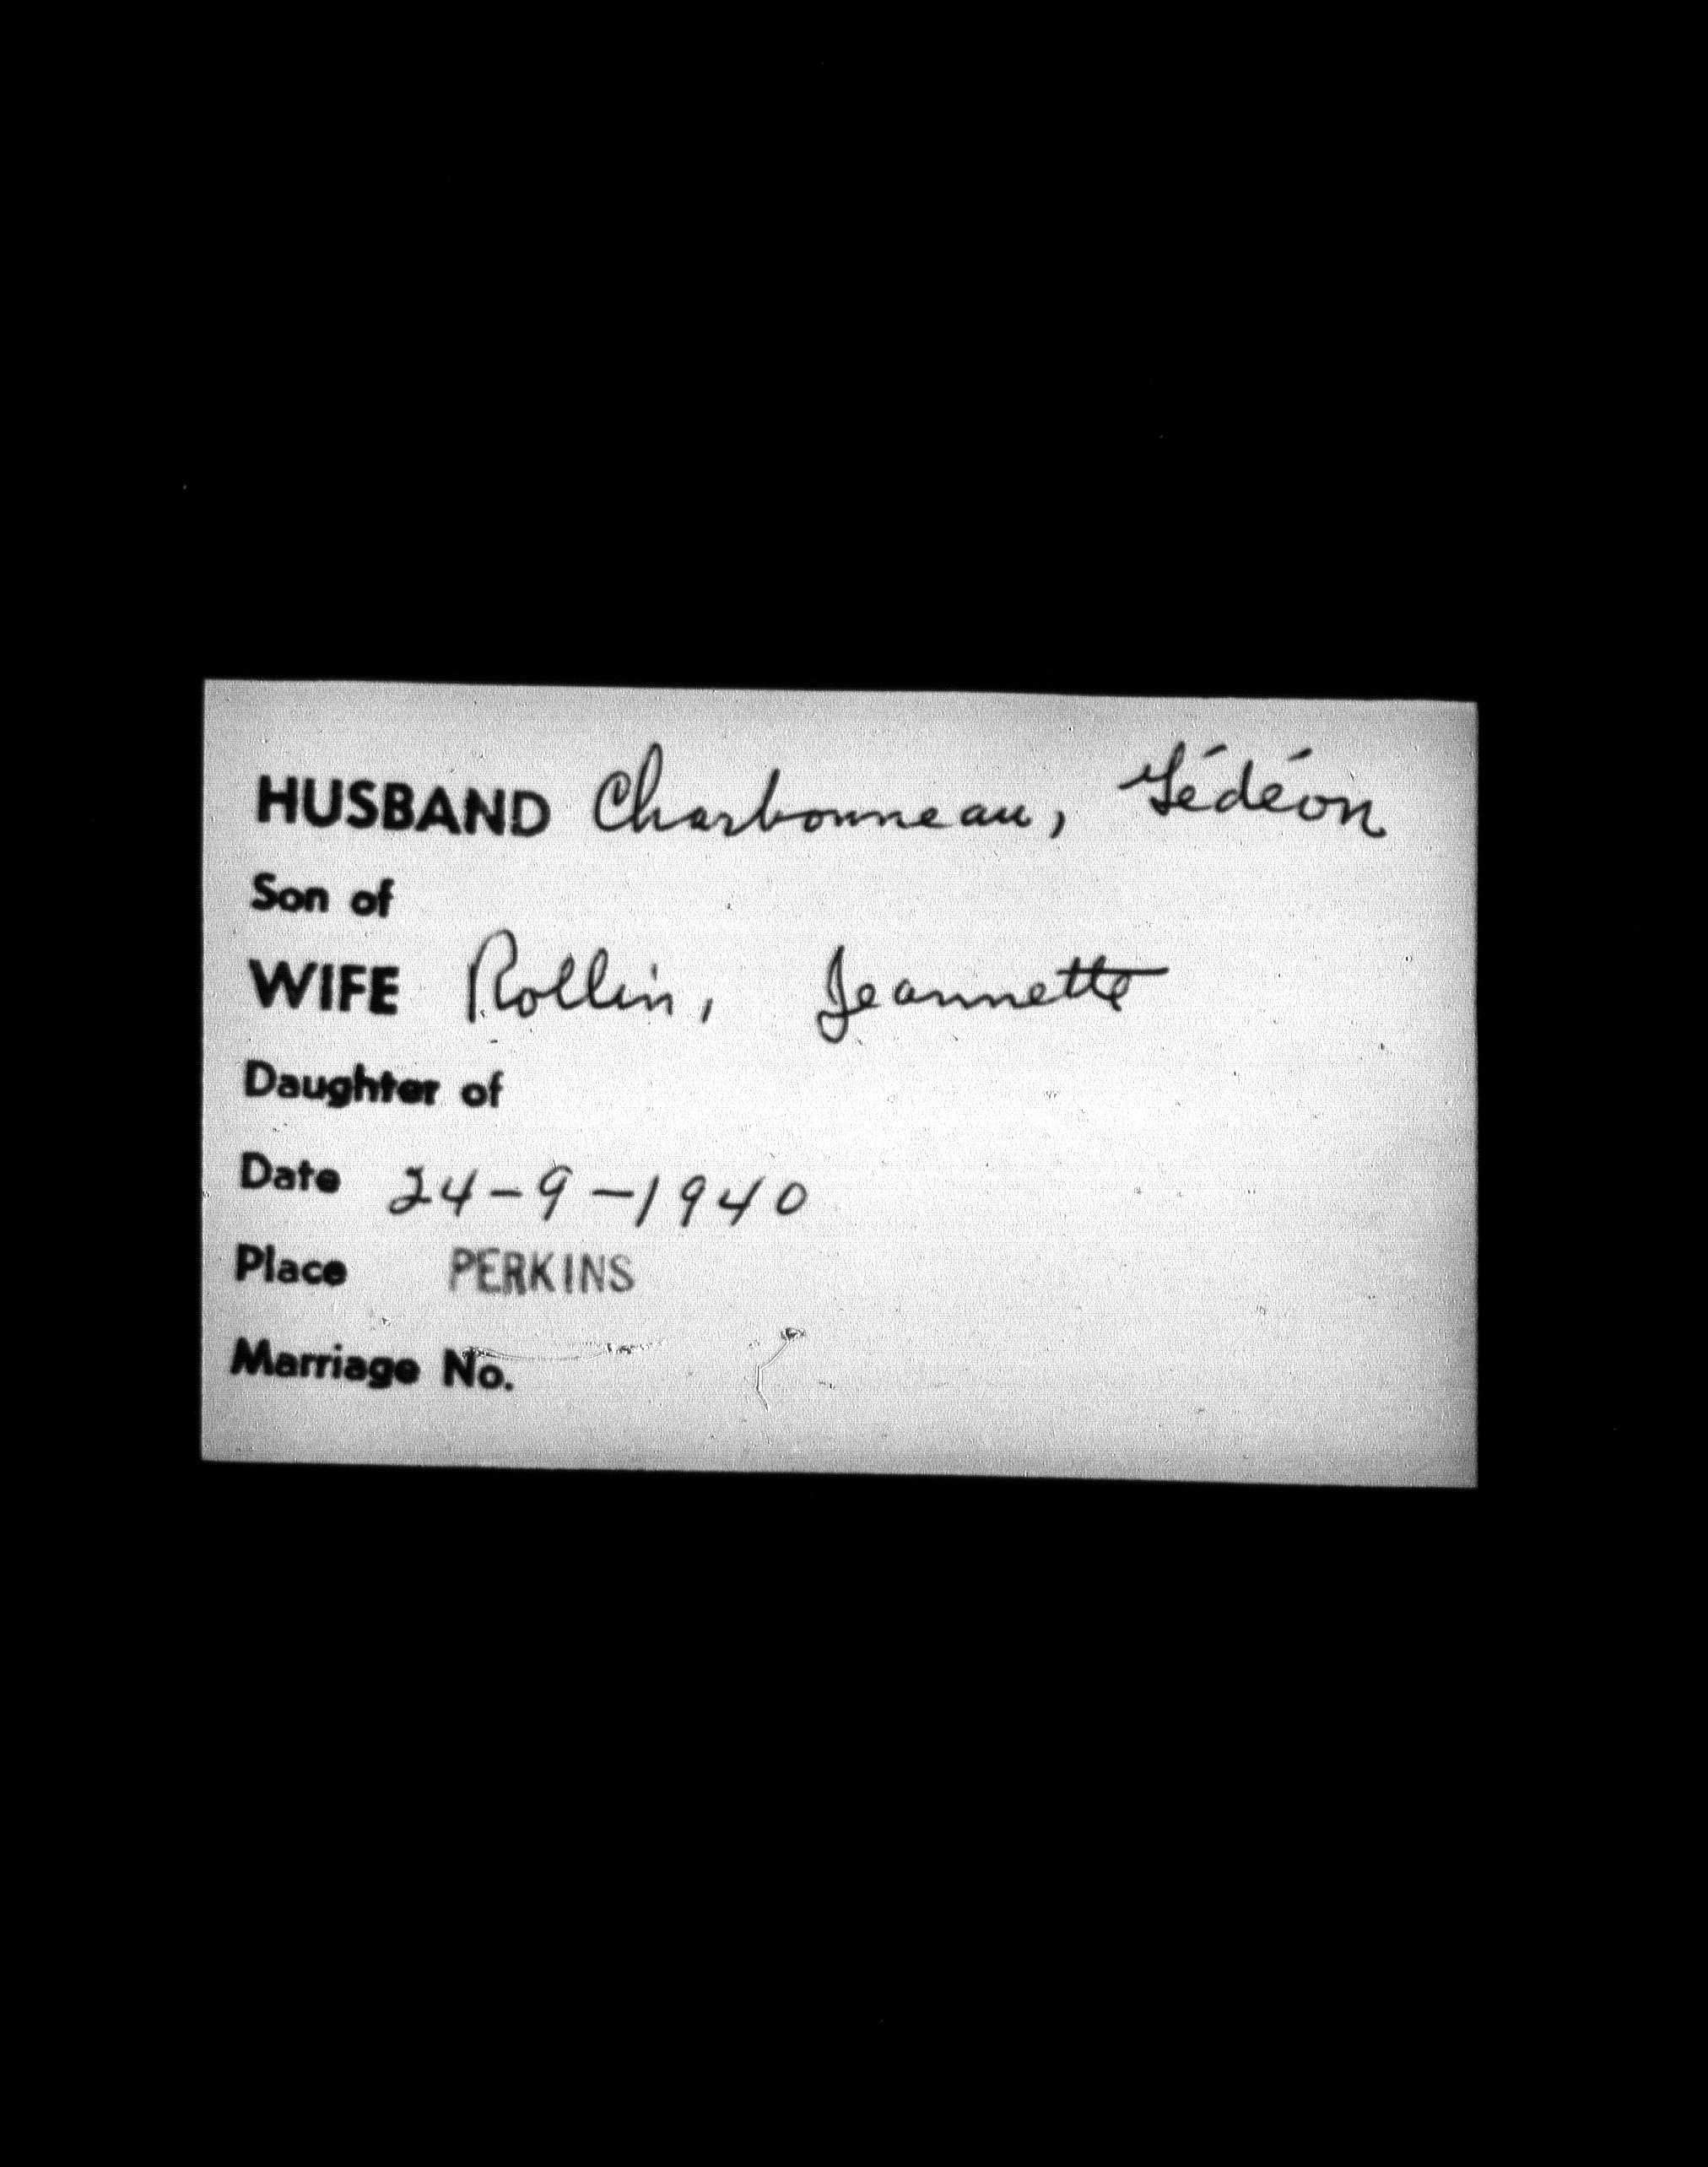 HUSBAND Charbonneau, Gédéon
Son of
WIFE Rollin, Jeannette
Daughter of
Date 24-9-1940
Place PERKINS
Marriage No.